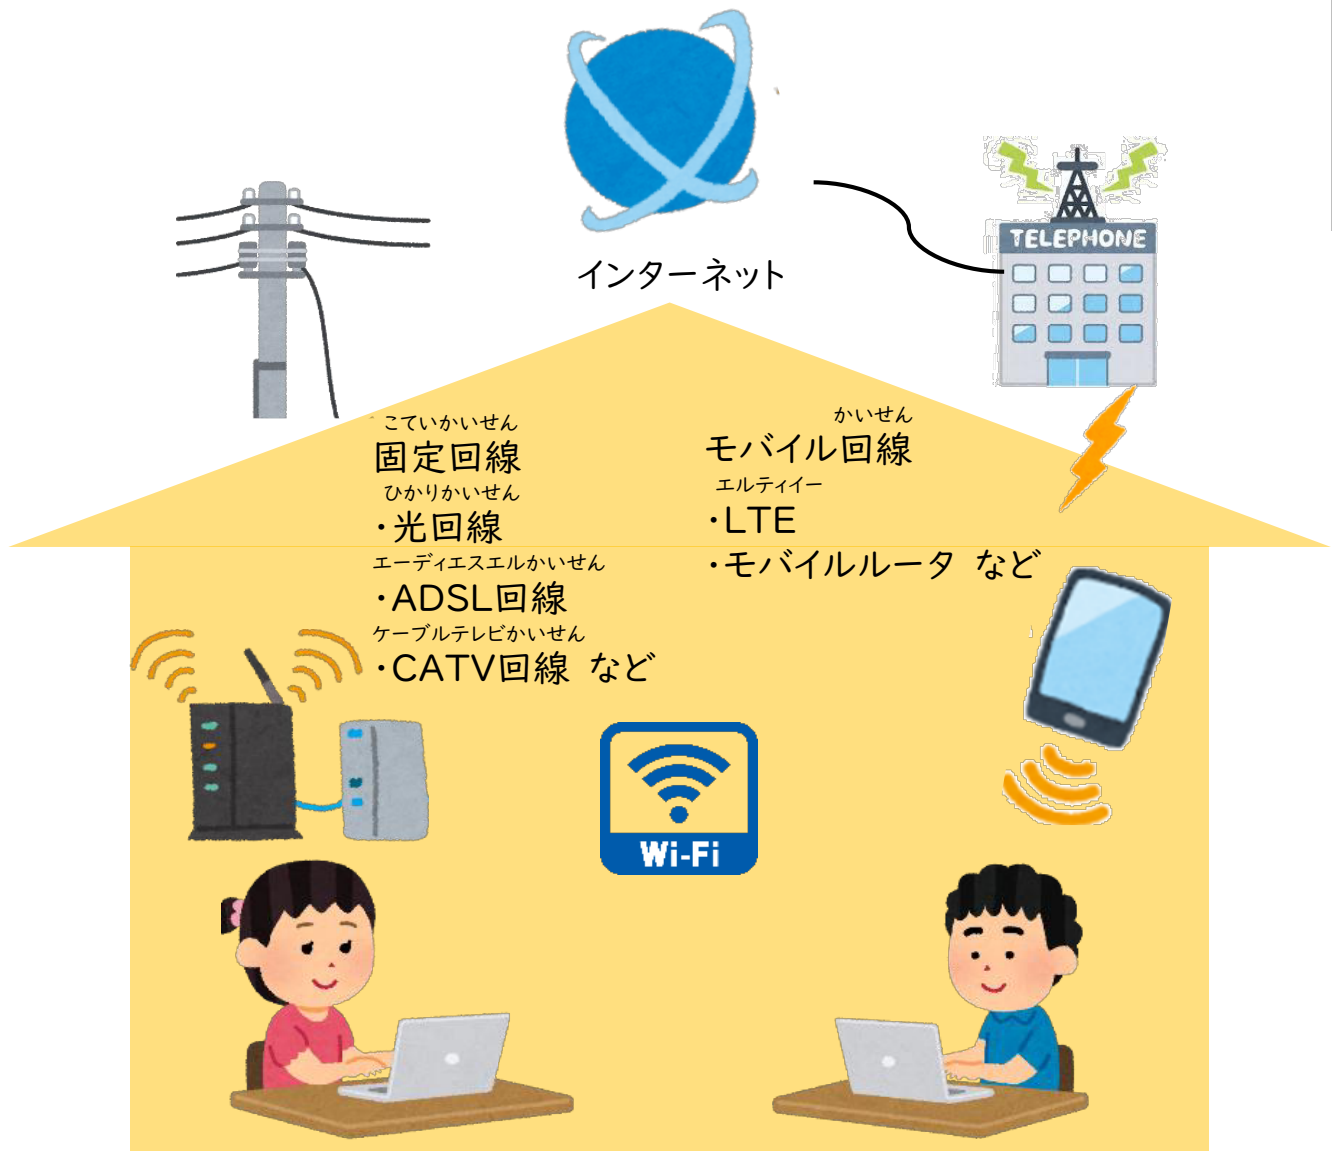 TELEPHONE
インターネット
こていかいせん
固定回線
ひかりかいせん
・光回線
エーディエスエルかいせん
・ADSL回線
ケーブルテレビかいせん
・CATV回線 など
かいせん
モバイル回線
エルティイー
・LTE
・モバイルルータ など
Wi-Fi